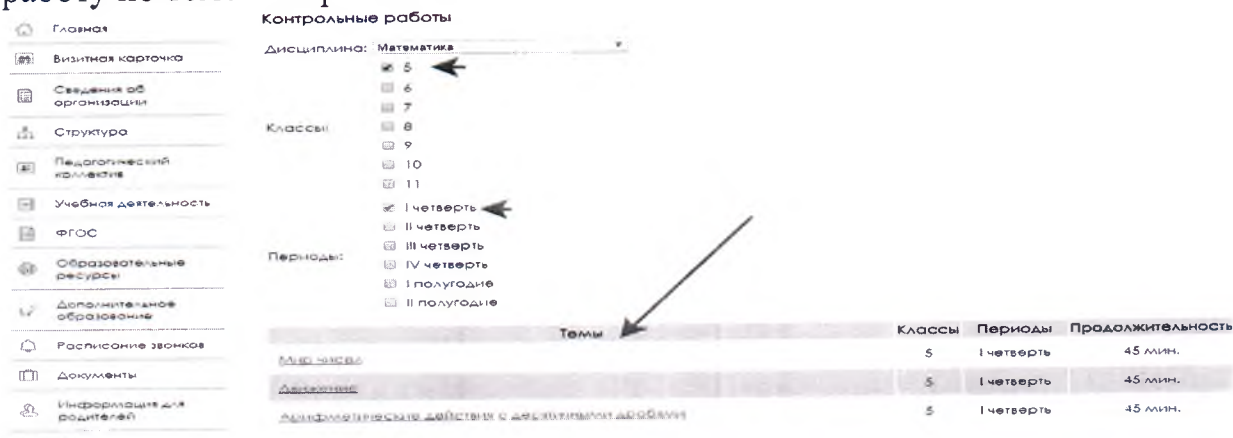 работу по
Контрольные работы
Главная
Визитная карточка
Сведения об
организации
Структура
Педагогический
коллектив
Учебная деятельность
ФГОС
Образовательные
ресурсы
Дополнительное
образование
Расписание звонков
Документы
Информация для
родителей
Дисциплина: Математика
Классы:
5
6
7
8
9
10
11
Периоды:
I четверть
II четверть
III четверть
IV четверть
I полугодие
II полугодие
Темы Классы Периоды Продолжительность
Мир чисел 5 I четверть 45 мин.
Движение 5 I четверть 45 мин.
Арифметические действия с десятичными дробями 5 I четверть 45 мин.